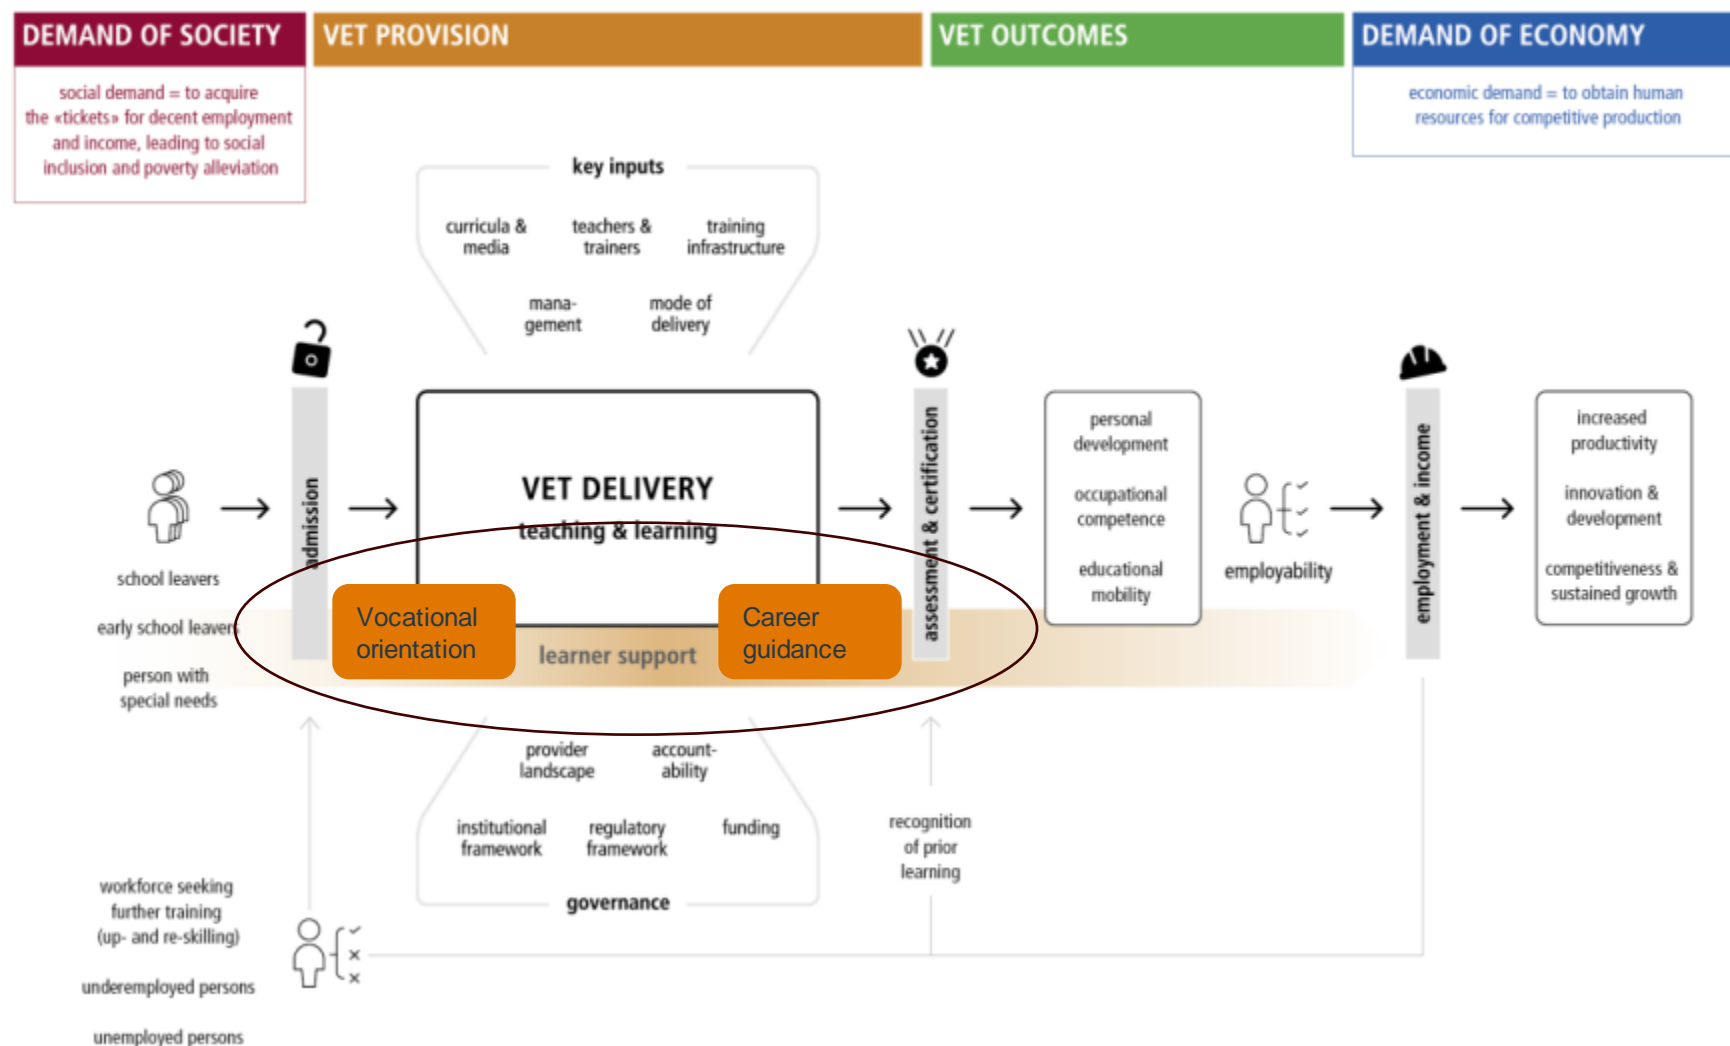 DEMAND OF SOCIETY
social demand = to acquire
the «tickets» for decent employment
and income, leading to social
inclusion and poverty alleviation
VET PROVISION
VET OUTCOMES
DEMAND OF ECONOMY
economic demand = to obtain human
resources for competitive production
key inputs
curricula &
media
teachers &
trainers
training
infrastructure
mana-
gement
mode of
delivery
school leavers
early school leavers
person with
special needs
admission
VET DELIVERY
teaching & learning
Vocational
orientation
learner support
Career
guidance
assessment & certification
personal
development
occupational
competence
educational
mobility
employability
employment & income
increased
productivity
innovation &
development
competitiveness &
sustained growth
provider
landscape
account-
ability
institutional
framework
regulatory
framework
funding
governance
recognition
of prior
learning
workforce seeking
further training
(up- and re-skilling)
underemployed persons
unemployed persons